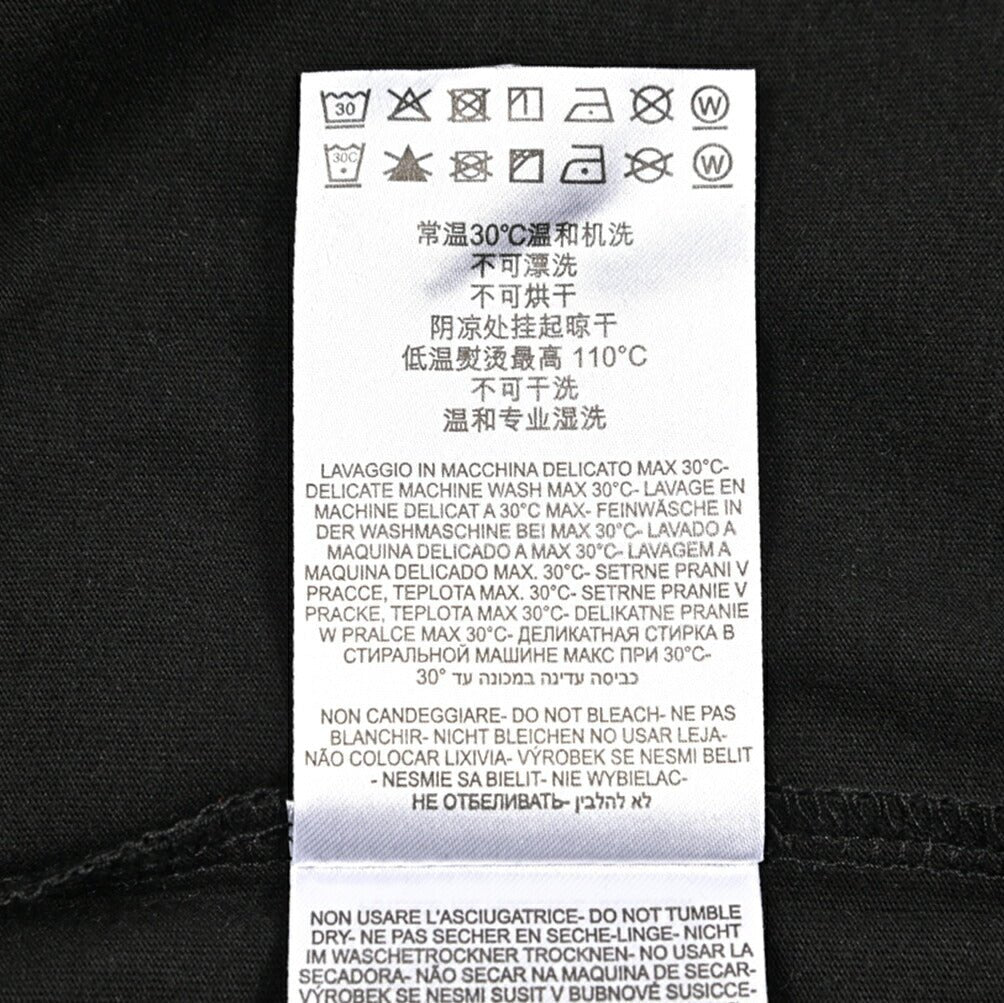 30 W
30C W
常温30℃温和机洗
不可漂洗
不可烘干
阴凉处挂起晾干
低温熨烫最高 110°C
不可干洗
温和专业湿洗
LAVAGGIO IN MACCHINA DELICATO MAX 30°C-
DELICATE MACHINE WASH MAX 30°C- LAVAGE EN
MACHINE DELICAT A 30°C MAX- FEINWÄSCHE IN
DER WASHMASCHINE BEI MAX 30°C- LAVADO A
MAQUINA DELICADO A MAX 30°C- LAVAGEM A
MAQUINA DELICADO MAX. 30°C- SETRNE PRANI V
PRACCE, TEPLOTA MAX. 30°C- SETRNE PRANIE V
PRACKE, TEPLOTA MAX 30°C- DELIKATNE PRANIE
W PRALCE MAX 30°C- ДЕЛИКАТНАЯ СТИРКА В
СТИРАЛЬНОЙ МАШИНЕ МАКС ПРИ 30°C-
כביסה עדינה במכונה עד 30°
NON CANDEGGIARE- DO NOT BLEACH- NE PAS
BLANCHIR- NICHT BLEICHEN NO USAR LEJA-
NÃO COLOCAR LIXIVIA- VÝROBEK SE NESMI BELIT
- NESMIE SA BIELIT- NIE WYBIELAC-
НЕ ОТБЕЛИВАТЬ- לא להלבין
NON USARE L'ASCIUGATRICE- DO NOT TUMBLE
DRY- NE PAS SECHER EN SECHE-LINGE- NICHT
IM WASCHETROCKNER TROCKNEN- NO USAR LA
SECADORA- NÃO SECAR NA MAQUINA DE SECAR-
VÝROBEK SE NESMI SUSIT V BUBNOVÉ SUSICCE-